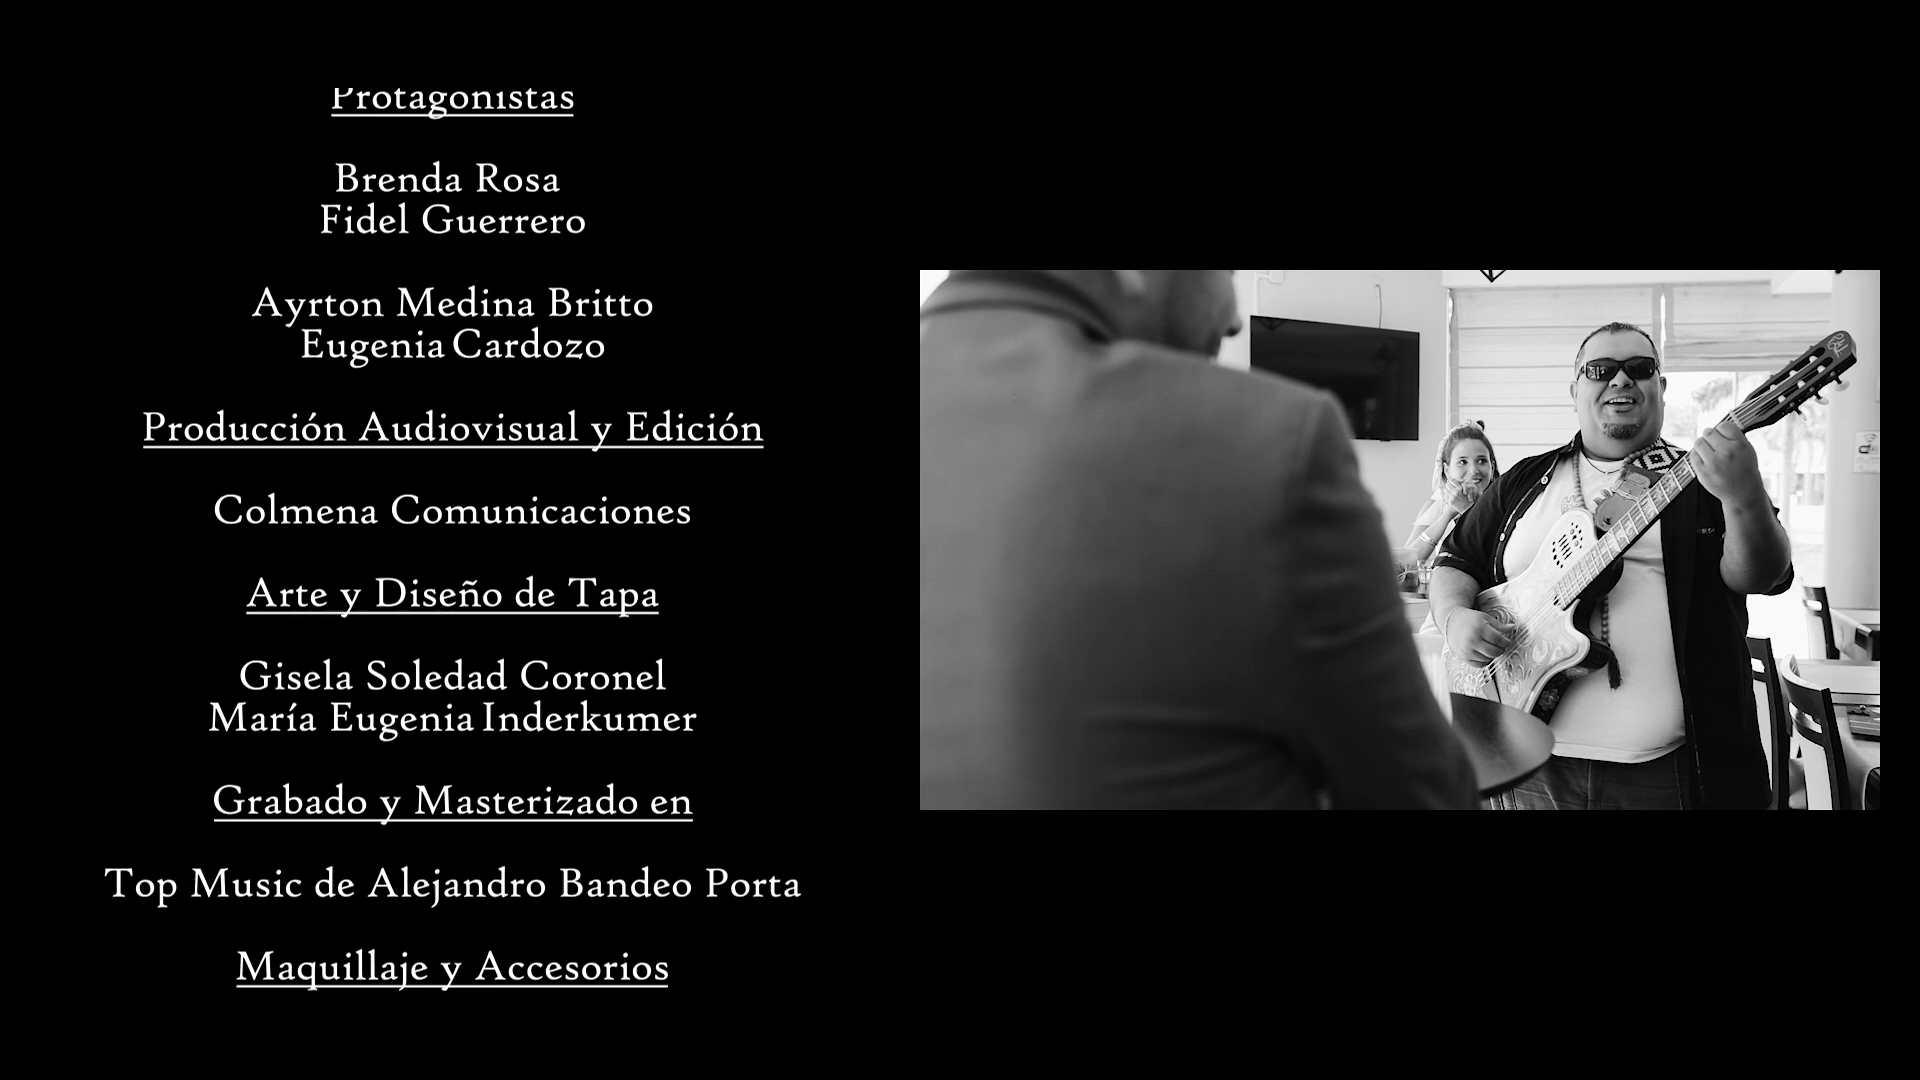 Protagonistas
Brenda Rosa
Fidel Guerrero
Ayrton Medina Britto
Eugenia Cardozo
Producción Audiovisual y Edición
Colmena Comunicaciones
Arte y Diseño de Tapa
Gisela Soledad Coronel
María Eugenia Inderkumer
Grabado y Masterizado en
Top Music de Alejandro Bandeo Porta
Maquillaje y Accesorios